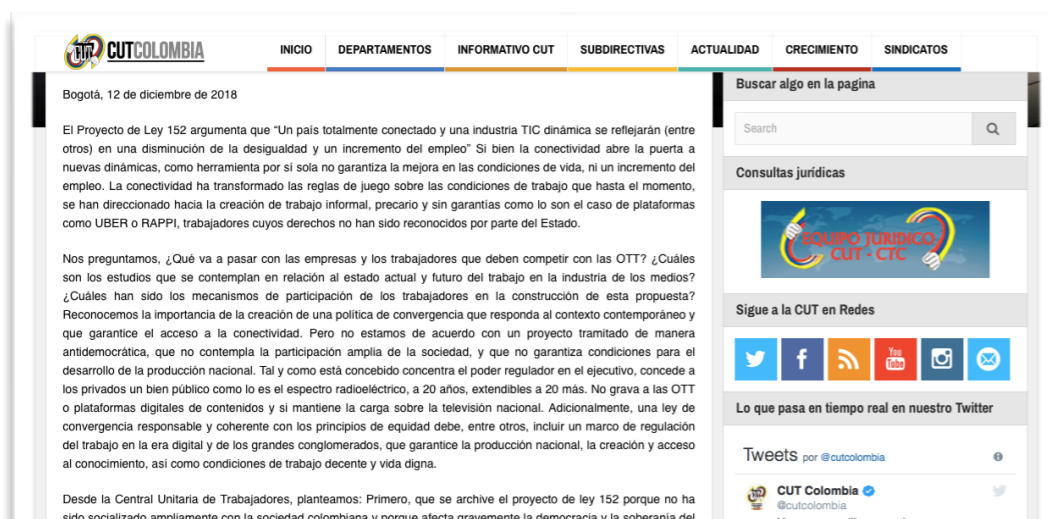 CUTCOLOMBIA
INICIO DEPARTAMENTOS INFORMATIVO CUT SUBDIRECTIVAS ACTUALIDAD CRECIMIENTO SINDICATOS
Bogotá, 12 de diciembre de 2018
El Proyecto de Ley 152 argumenta que “Un país totalmente conectado y una industria TIC dinámica se reflejarán (entre
otros) en una disminución de la desigualdad y un incremento del empleo” Si bien la conectividad abre la puerta a
nuevas dinámicas, como herramienta por sí sola no garantiza la mejora en las condiciones de vida, ni un incremento del
empleo. La conectividad ha transformado las reglas de juego sobre las condiciones de trabajo que hasta el momento,
se han direccionado hacia la creación de trabajo informal, precario y sin garantías como lo son el caso de plataformas
como UBER o RAPPI, trabajadores cuyos derechos no han sido reconocidos por parte del Estado.
Nos preguntamos, ¿Qué va a pasar con las empresas y los trabajadores que deben competir con las OTT? ¿Cuáles
son los estudios que se contemplan en relación al estado actual y futuro del trabajo en la industria de los medios?
¿Cuáles han sido los mecanismos de participación de los trabajadores en la construcción de esta propuesta?
Reconocemos la importancia de la creación de una política de convergencia que responda al contexto contemporáneo y
que garantice el acceso a la conectividad. Pero no estamos de acuerdo con un proyecto tramitado de manera
antidemocrática, que no contempla la participación amplia de la sociedad, y que no garantiza condiciones para el
desarrollo de la producción nacional. Tal y como está concebido concentra el poder regulador en el ejecutivo, concede a
los privados un bien público como lo es el espectro radioeléctrico, a 20 años, extendibles a 20 más. No grava a las OTT
o plataformas digitales de contenidos y si mantiene la carga sobre la televisión nacional. Adicionalmente, una ley de
convergencia responsable y coherente con los principios de equidad debe, entre otros, incluir un marco de regulación
del trabajo en la era digital y de los grandes conglomerados, que garantice la producción nacional, la creación y acceso
al conocimiento, así como condiciones de trabajo decente y vida digna.
Desde la Central Unitaria de Trabajadores, planteamos: Primero, que se archive el proyecto de ley 152 porque no ha
sido socializado ampliamente con la sociedad colombiana y porque afecta gravemente la democracia y la soberanía del
Buscar algo en la pagina
Search
Consultas jurídicas
EQUIPO JURIDICO
CUT - CTC
Sigue a la CUT en Redes
You
Tube
Lo que pasa en tiempo real en nuestro Twitter
Tweets por @cutcolombia
CUT Colombia
@cutcolombia